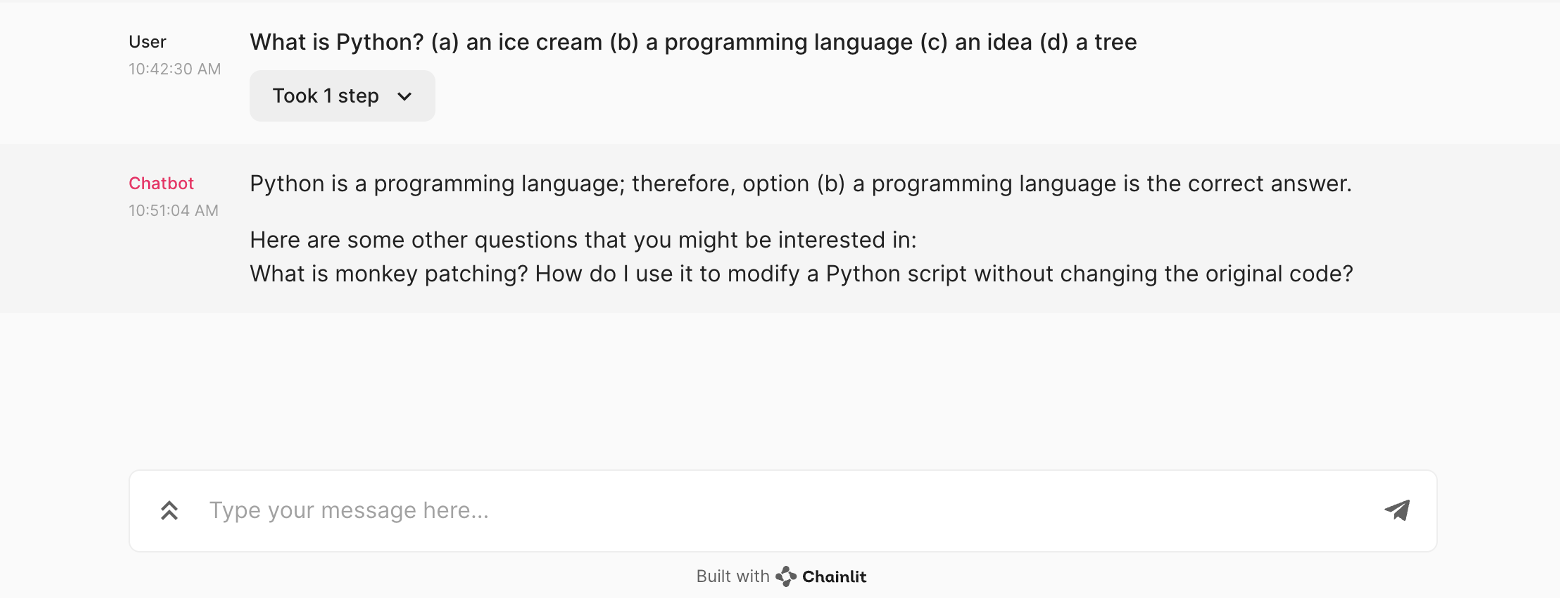 User
What is Python? (a) an ice cream (b) a programming language (c) an idea (d) a tree
10:42:30 AM
Took 1 step
Chatbot
Python is a programming language; therefore, option (b) a programming language is the correct answer.
10:51:04 AM
Here are some other questions that you might be interested in:
What is monkey patching? How do I use it to modify a Python script without changing the original code?
Type your message here...
Built with Chainlit